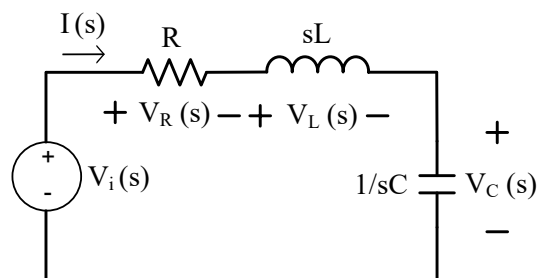 I (s)
R
sL
+ V_R (s) − + V_L (s) −
+
-
V_i (s)
1/sC
+
V_C (s)
−